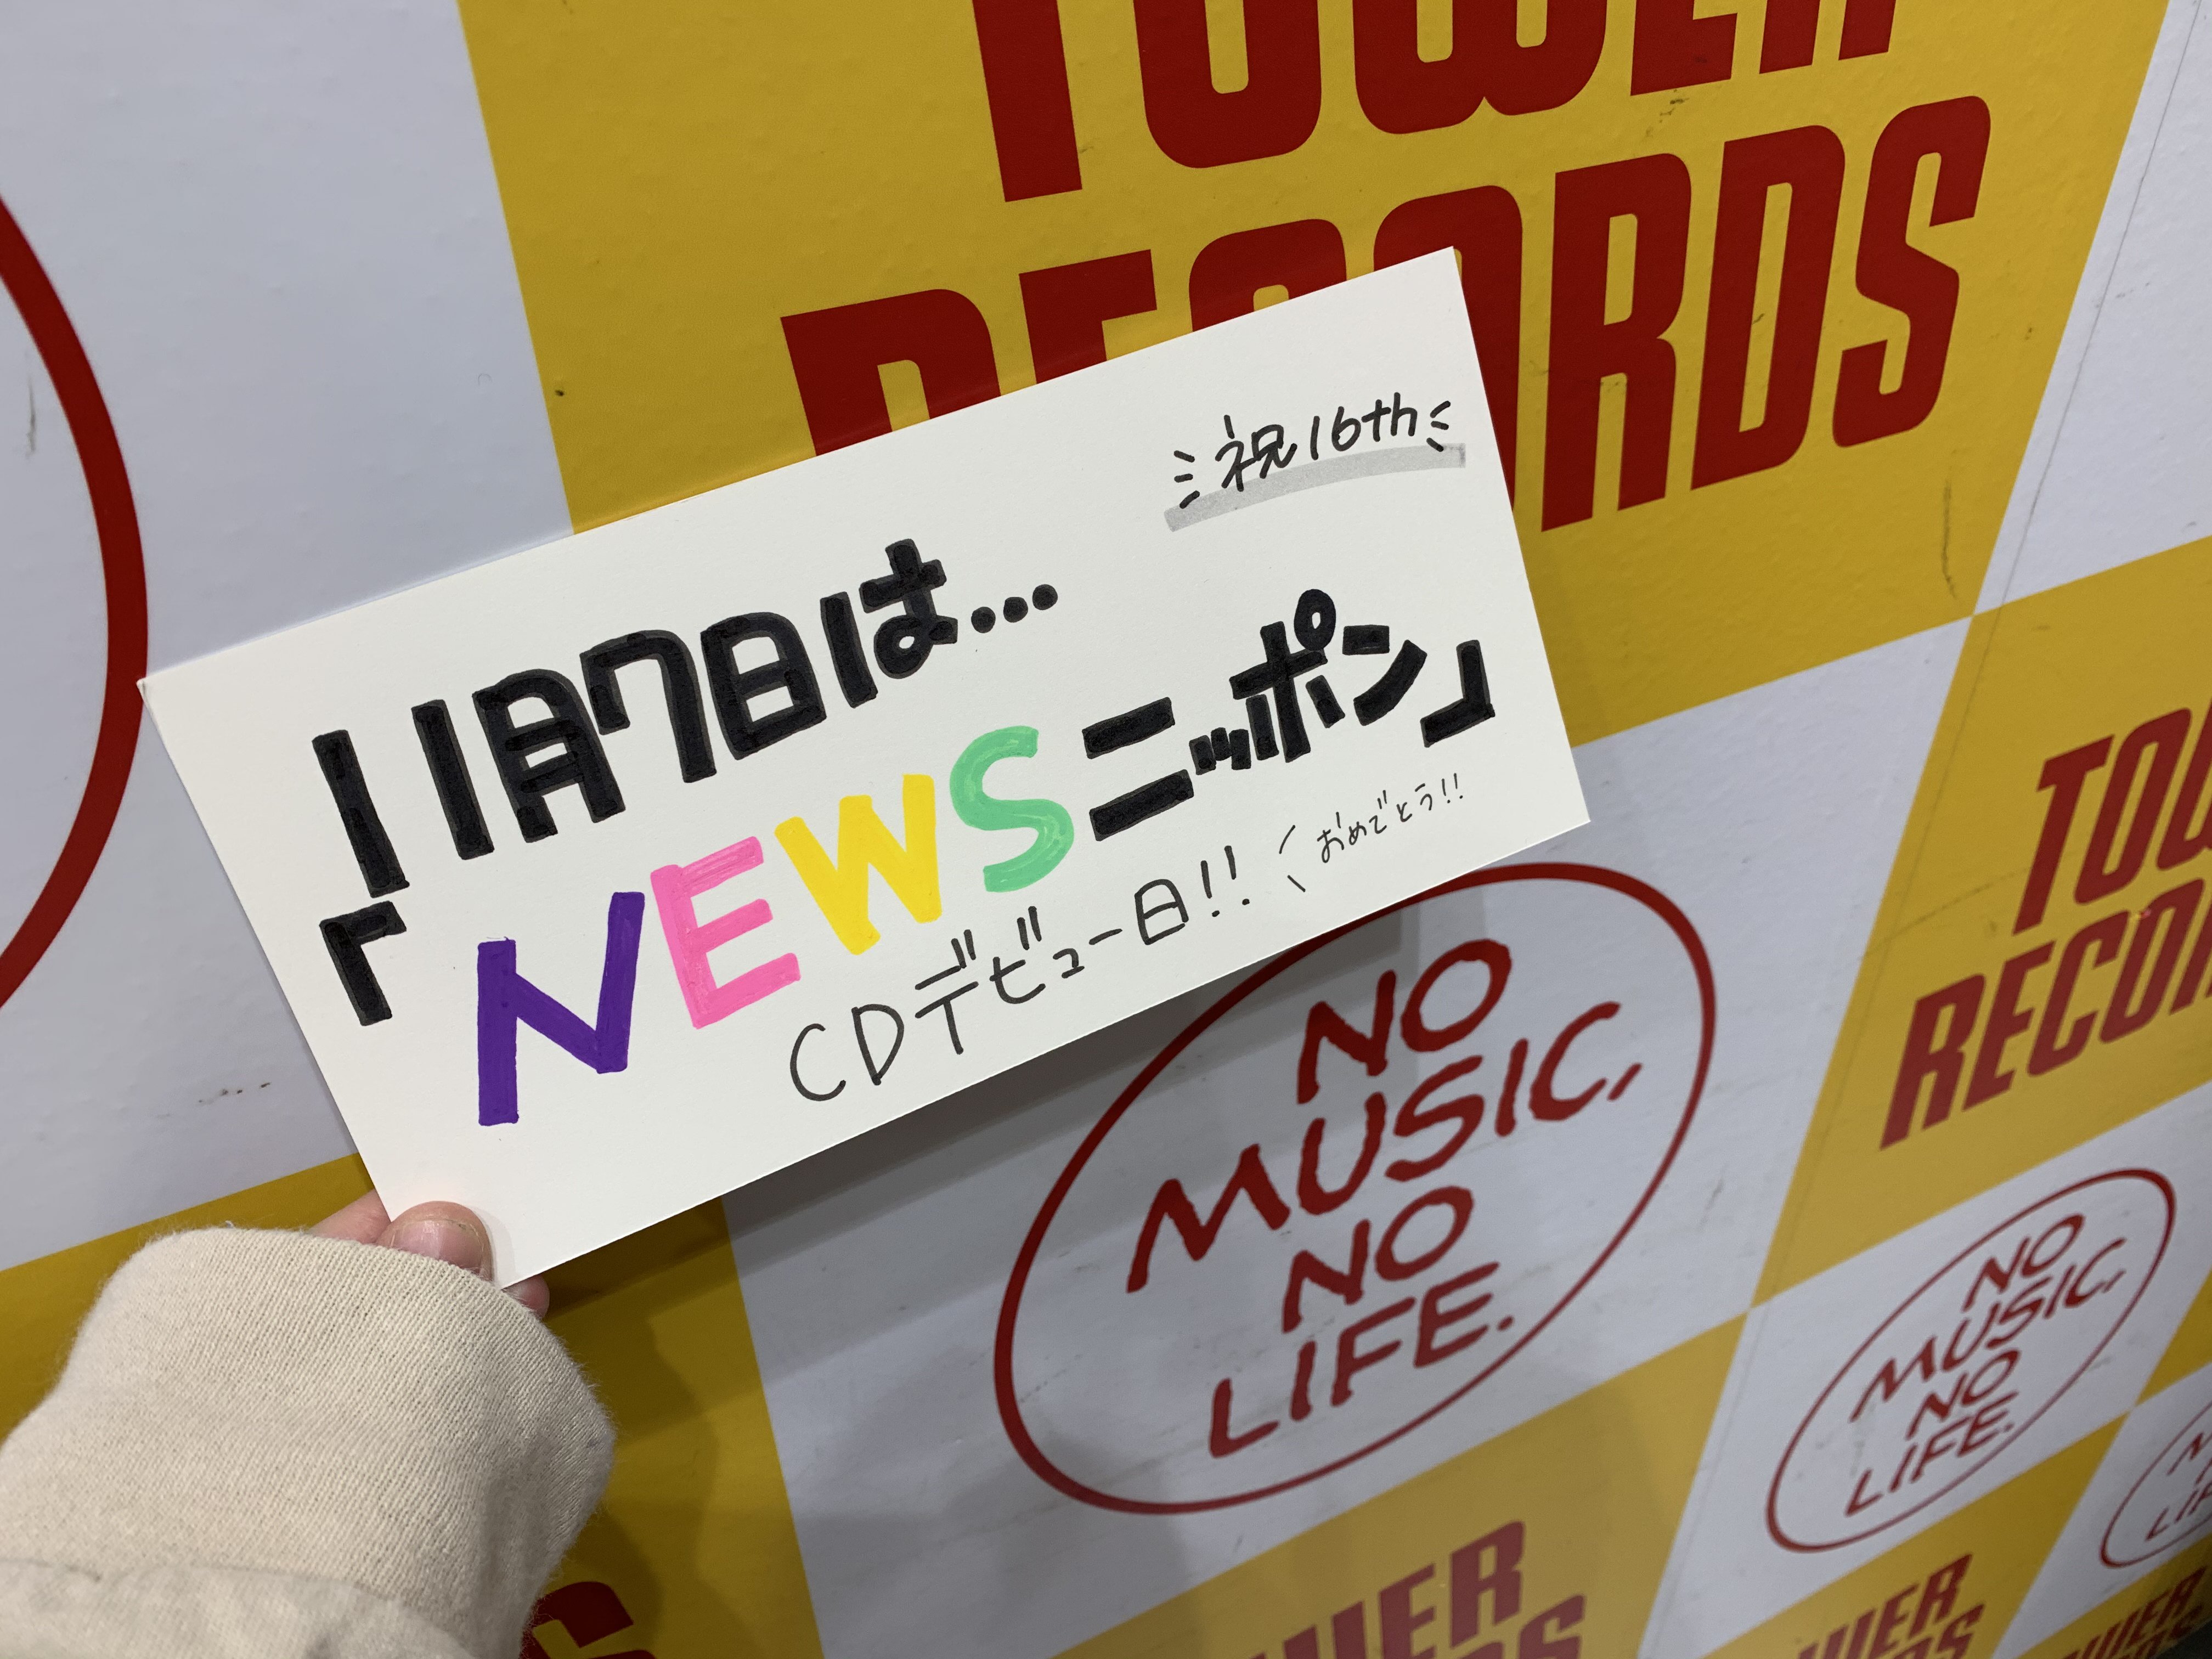 TOWER
RECORDS
祝16th
11月7日は...
「NEWSニッポン」
CDデビュー日!!
おめでとう!!
NO
MUSIC,
NO
LIFE.
TOW
RECOR
NO
MUSIC,
NO
LIFE.